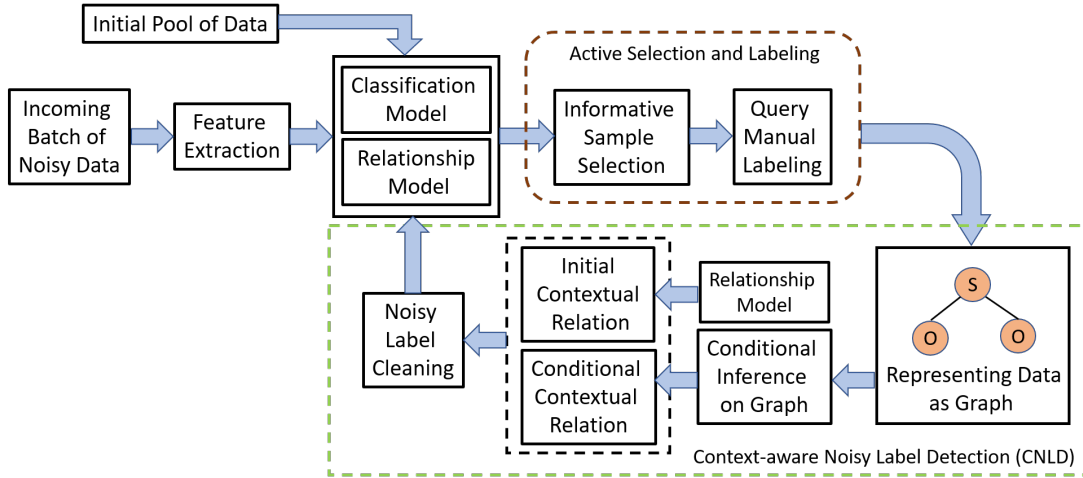 Initial Pool of Data
Incoming
Batch of
Noisy Data
Feature
Extraction
Classification
Model
Relationship
Model
Active Selection and Labeling
Informative
Sample
Selection
Query
Manual
Labeling
S
O
O
Representing Data
as Graph
Relationship
Model
Conditional
Inference
on Graph
Initial
Contextual
Relation
Conditional
Contextual
Relation
Noisy
Label
Cleaning
Context-aware Noisy Label Detection (CNLD)